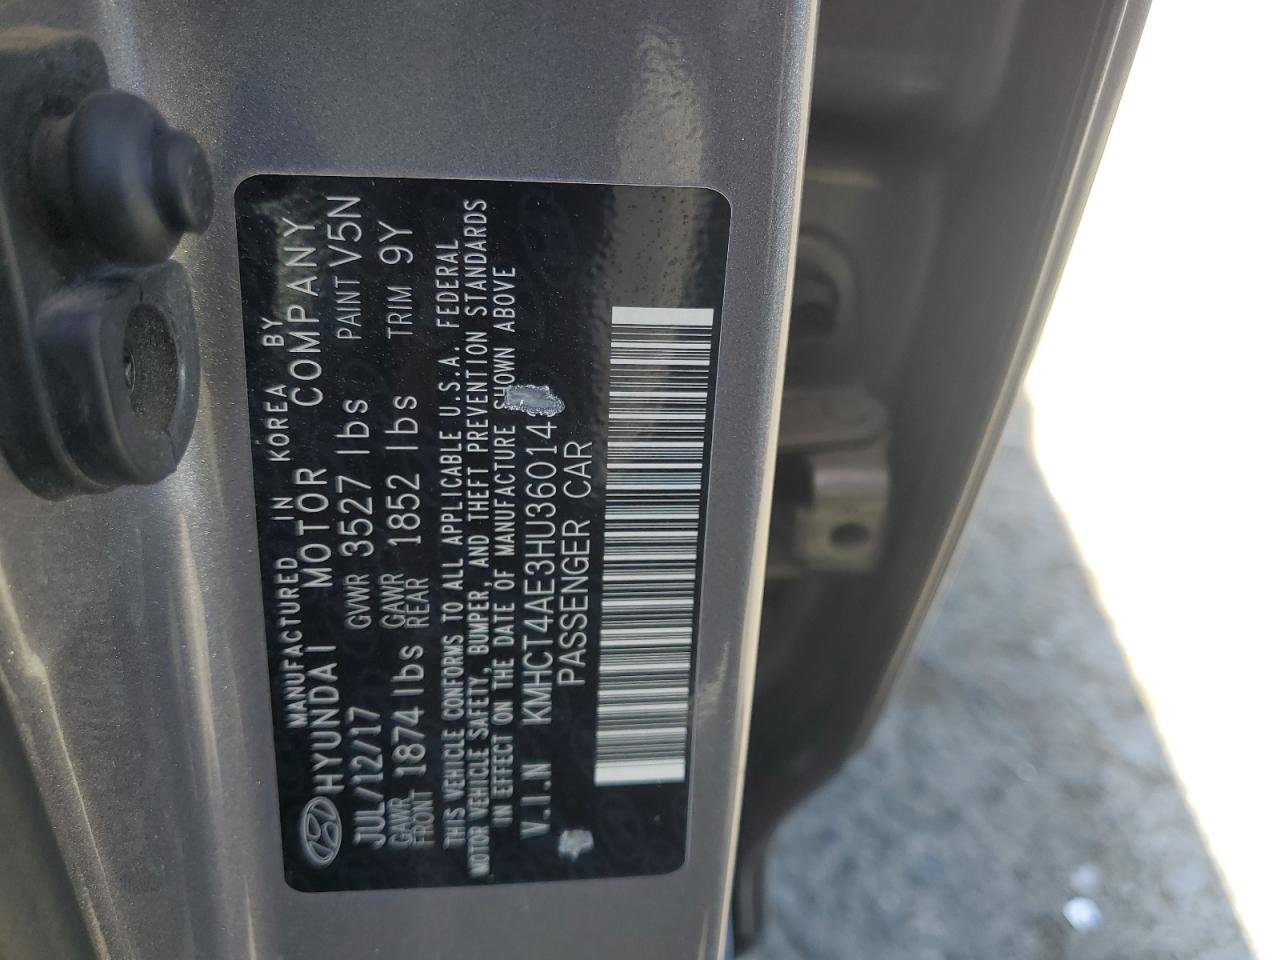 MANUFACTURED IN KOREA BY
HYUNDAI MOTOR COMPANY
JUL/12/17 GVWR 3527 lbs PAINT V5N
GAWR FRONT 1874 lbs GAWR REAR 1852 lbs TRIM 9Y
THIS VEHICLE CONFORMS TO ALL APPLICABLE U.S.A. FEDERAL
MOTOR VEHICLE SAFETY, BUMPER, AND THEFT PREVENTION STANDARDS
IN EFFECT ON THE DATE OF MANUFACTURE SHOWN ABOVE
V.I.N KMHCT4AE3HU36014
PASSENGER CAR